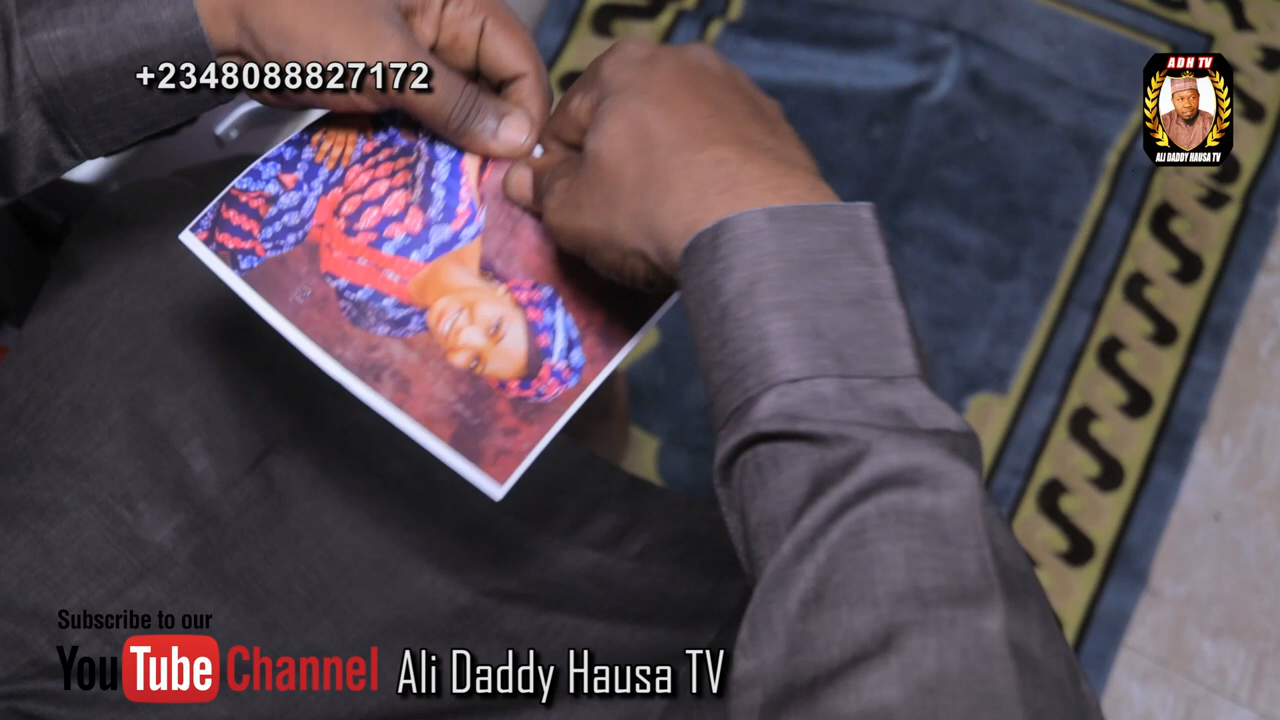 +2348088827172
ADH TV
ALI DADDY HAUSA TV
Subscribe to our
YouTube Channel Ali Daddy Hausa TV